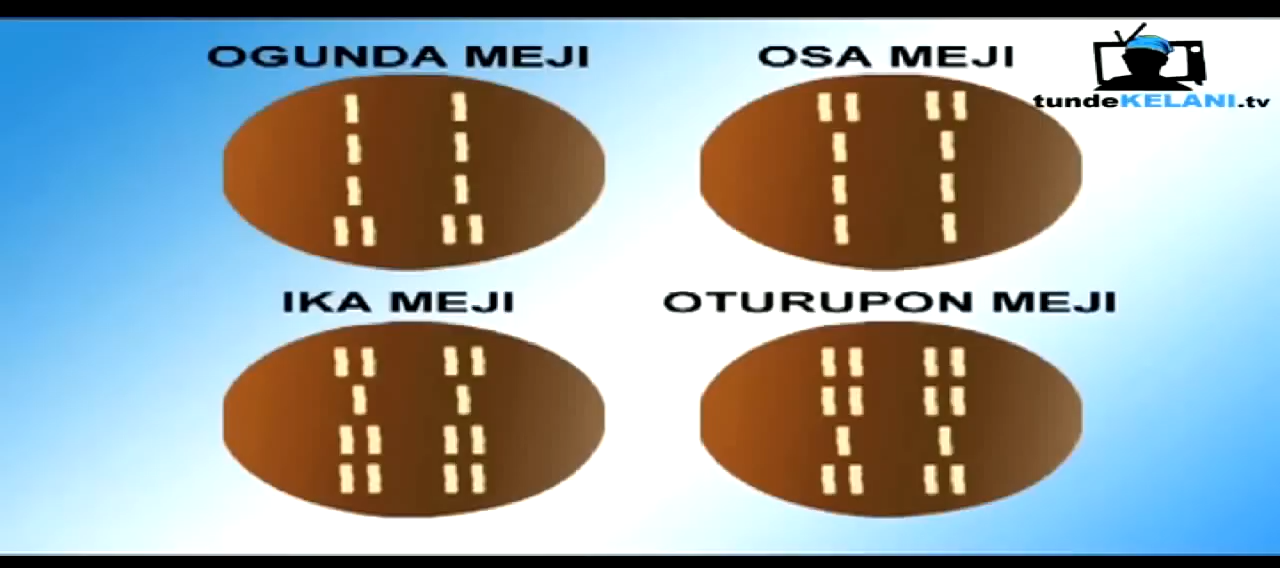 OGUNDA MEJI
OSA MEJI
tundeKELANI.tv
IKA MEJI
OTURUPON MEJI